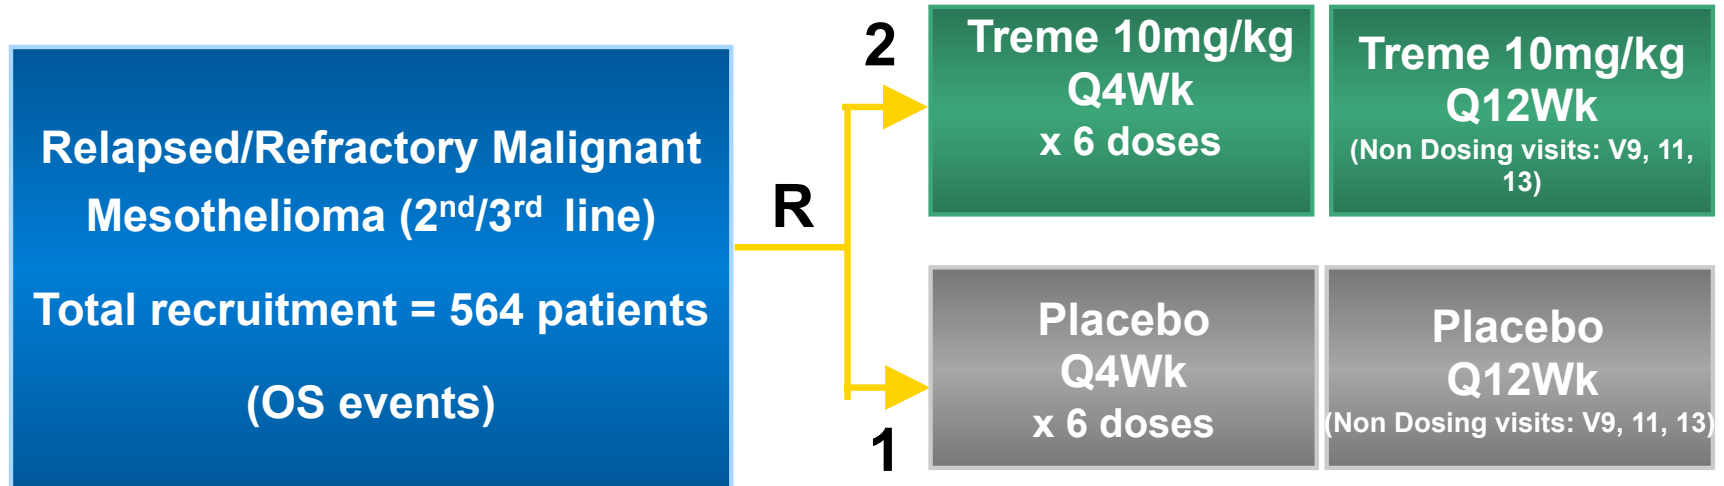 Relapsed/Refractory Malignant
Mesothelioma (2nd/3rd line)
Total recruitment = 564 patients
(OS events)
R
2
Treme 10mg/kg
Q4Wk
x 6 doses
Treme 10mg/kg
Q12Wk
(Non Dosing visits: V9, 11,
13)
1
Placebo
Q4Wk
x 6 doses
Placebo
Q12Wk
(Non Dosing visits: V9, 11, 13)